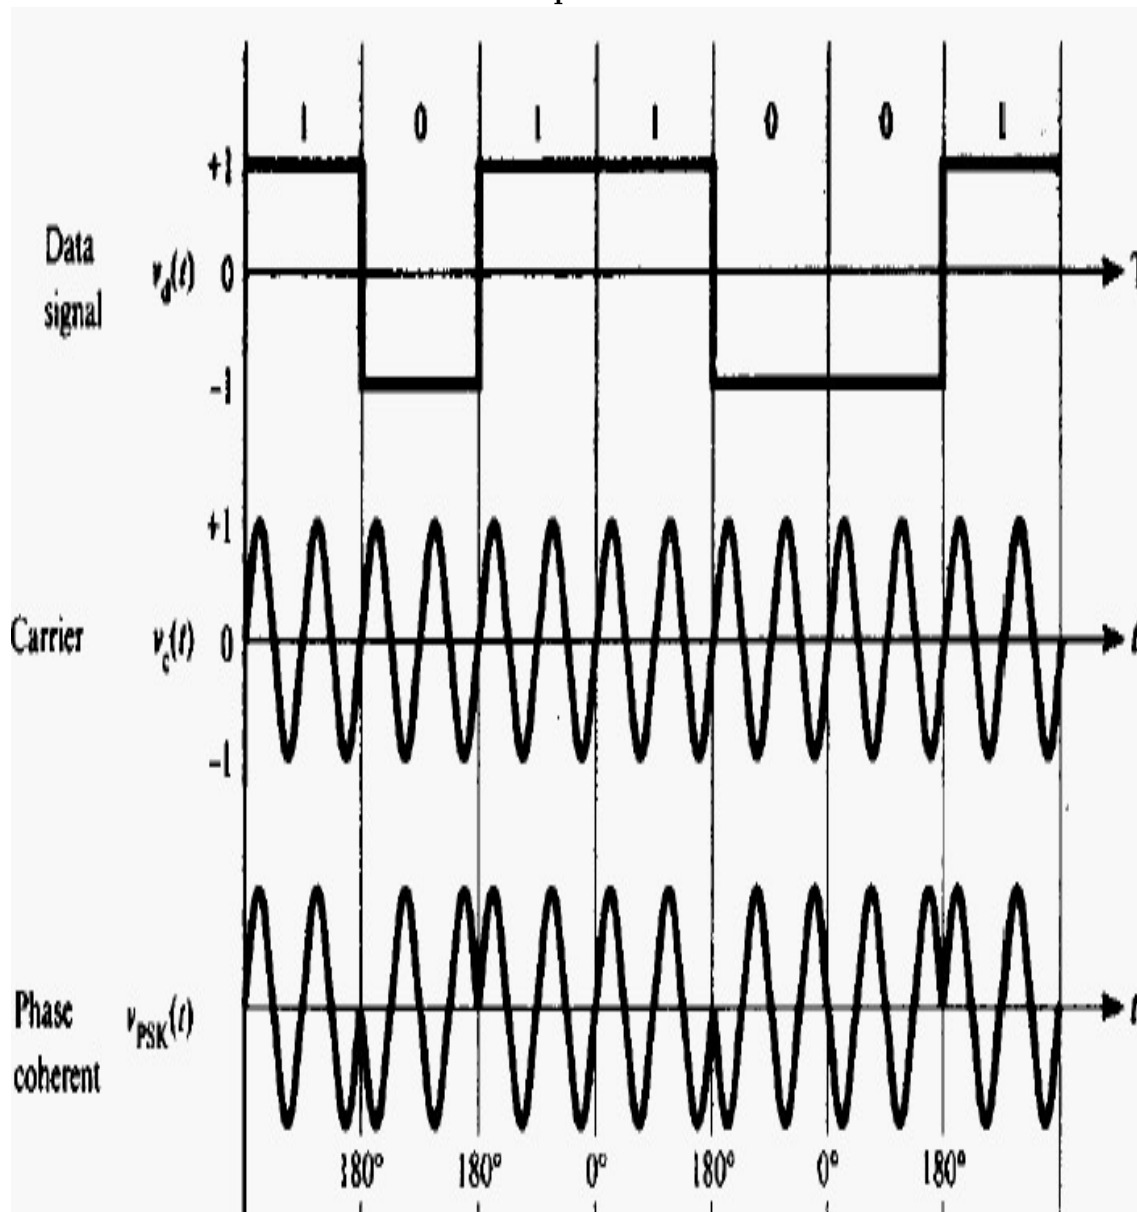 1 0 1 1 0 0 1
+1
Data
signal
v_d(t) 0
-1
+1
Carrier v_c(t) 0
-1
Phase
coherent
v_PSK(t)
180° 180° 0° 180° 0° 180°